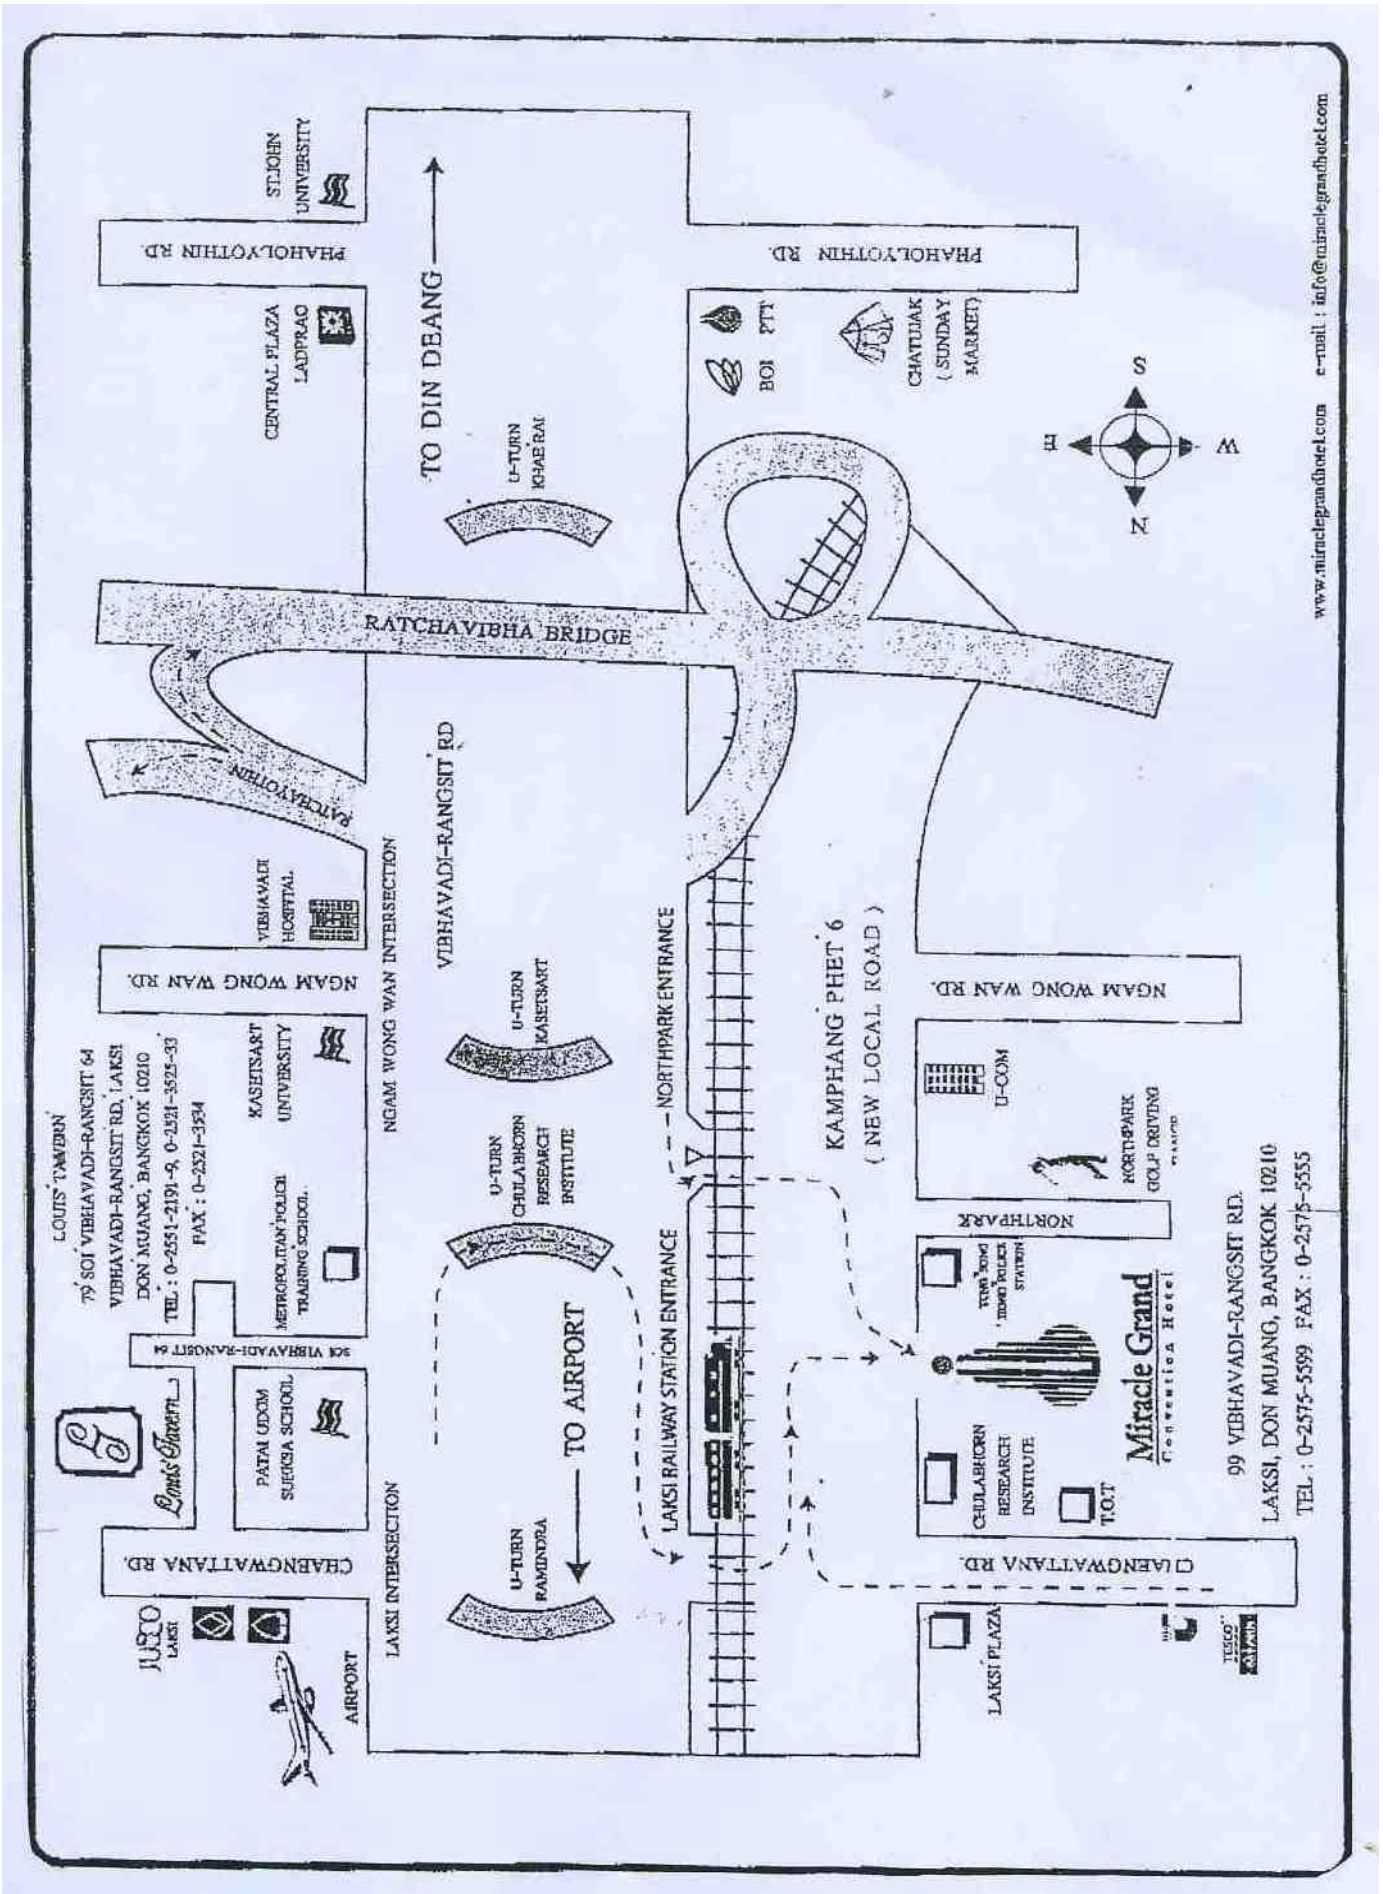 LOUIS' TAVERN
79 SOI VIBHAVADI-RANGSIT 64
VIBHAVADI-RANGSIT RD, LAKSI
DON MUANG, BANGKOK 10210
TEL : 0-2551-2191-9, 0-2521-3525-33
FAX : 0-2521-3534
Louis' Tavern
JUSCO
LAKSI
AIRPORT
CHAENGWATTANA RD.
PATAI UDOM
SUEKSA SCHOOL
SOI VIBHAVADI-RANGSIT 64
METROPOLITAN POLICE
TRAINING SCHOOL
KASETSART
UNIVERSITY
NGAM WONG WAN RD.
VIBHAVADI
HOSPITAL
RATCHAYOTHIN
CENTRAL PLAZA
LADPRAO
PHAHOLYOTHIN RD.
ST.JOHN
UNIVERSITY
LAKSI INTERSECTION
NGAM WONG WAN INTERSECTION
VIBHAVADI-RANGSIT RD
RATCHAVIBHA BRIDGE
TO DIN DEANG
U-TURN
RAMINDRA
TO AIRPORT
U-TURN
CHULABHORN
RESEARCH
INSTITUTE
U-TURN
KASETSART
U-TURN
KHAE RAI
LAKSI RAILWAY STATION ENTRANCE
NORTHPARK ENTRANCE
BOI
PTT
PHAHOLYOTHIN RD.
CHATUJAK
( SUNDAY
MARKET)
KAMPHANG PHET 6
( NEW LOCAL ROAD )
LAKSI PLAZA
TESCO
CHAENGWATTANA RD.
CHULABHORN
RESEARCH
INSTITUTE
T.O.T
Miracle Grand
Convention Hotel
POLICE
STATION
NORTHPARK
NORTHPARK
GOLF DRIVING
U-COM
NGAM WONG WAN RD.
N
E
S
W
99 VIBHAVADI-RANGSIT RD.
LAKSI, DON MUANG, BANGKOK 10210
TEL : 0-2575-5599 FAX : 0-2575-5555
www.miraclegrandhotel.com e-mail : info@miraclegrandhotel.com